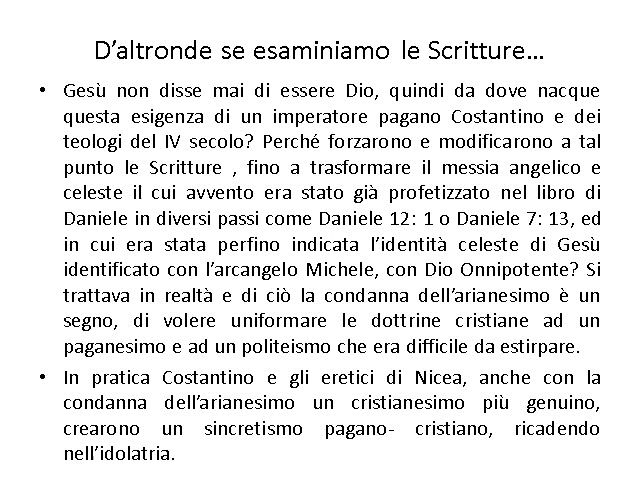 D’altronde se esaminiamo le Scritture…
• Gesù non disse mai di essere Dio, quindi da dove nacque
questa esigenza di un imperatore pagano Costantino e dei
teologi del IV secolo? Perché forzarono e modificarono a tal
punto le Scritture , fino a trasformare il messia angelico e
celeste il cui avvento era stato già profetizzato nel libro di
Daniele in diversi passi come Daniele 12: 1 o Daniele 7: 13, ed
in cui era stata perfino indicata l’identità celeste di Gesù
identificato con l’arcangelo Michele, con Dio Onnipotente? Si
trattava in realtà e di ciò la condanna dell’arianesimo è un
segno, di volere uniformare le dottrine cristiane ad un
paganesimo e ad un politeismo che era difficile da estirpare.
• In pratica Costantino e gli eretici di Nicea, anche con la
condanna dell’arianesimo un cristianesimo più genuino,
crearono un sincretismo pagano- cristiano, ricadendo
nell’idolatria.